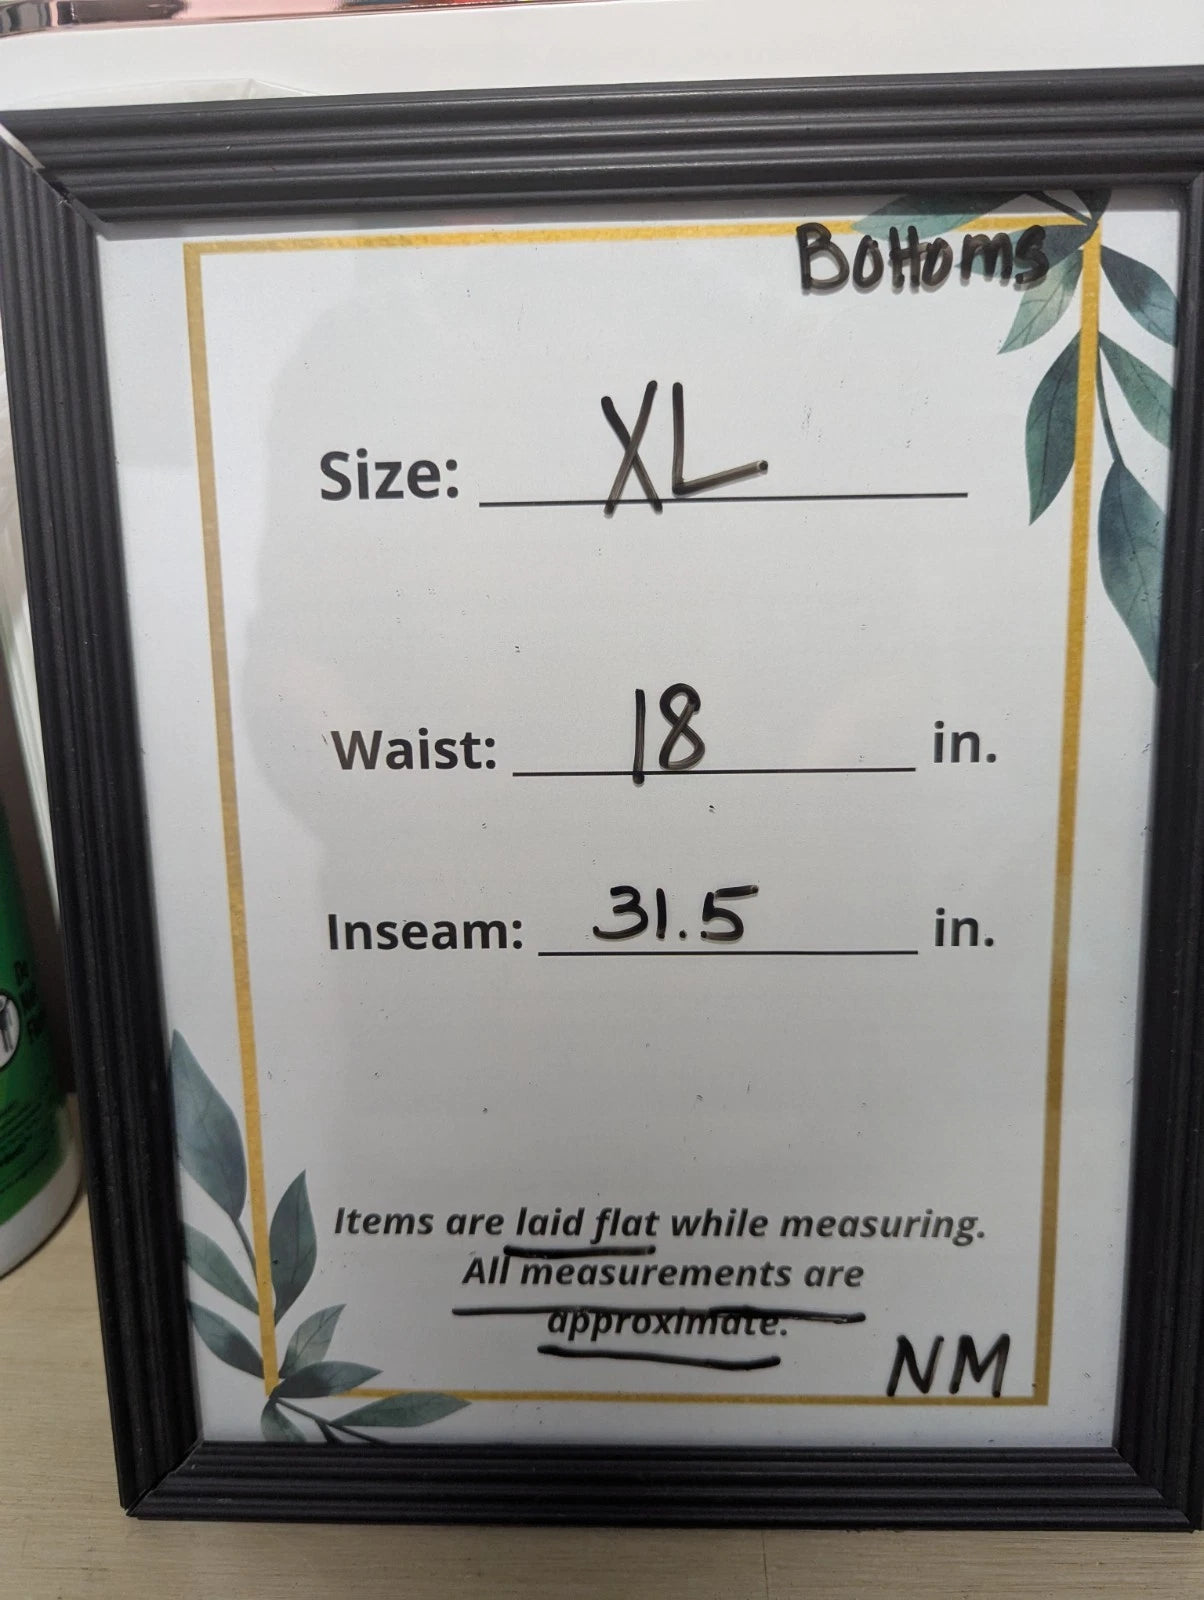 Bottoms
Size: XL
Waist: 18 in.
Inseam: 31.5 in.
Items are laid flat while measuring.
All measurements are
approximate.
NM